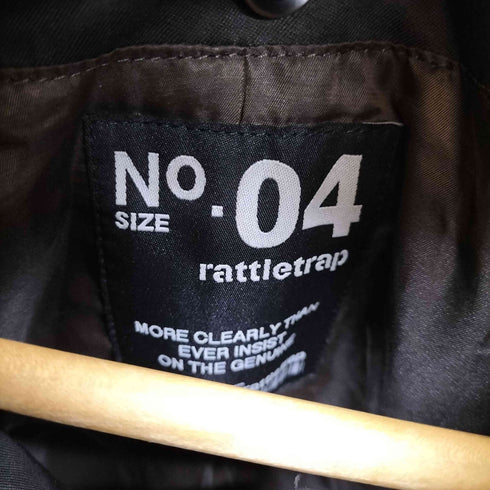 No.04
SIZE
rattletrap
MORE CLEARLY THAN
EVER INSIST
ON THE GENUINE